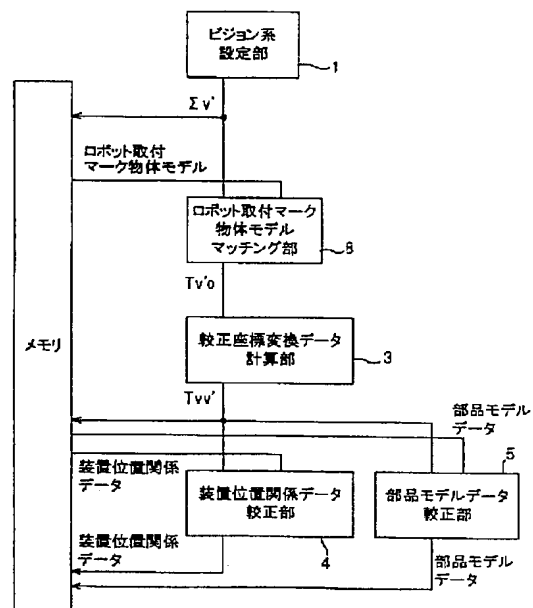 ビジョン系
設定部
1
Σv'
ロボット取付
マーク物体モデル
ロボット取付マーク
物体モデル
マッチング部
8
Tv'o
メモリ
較正座標変換データ
計算部
3
Tvv'
部品モデル
データ
装置位置関係
データ
装置位置関係データ
較正部
4
5
部品モデルデータ
較正部
装置位置関係
データ
部品モデル
データ